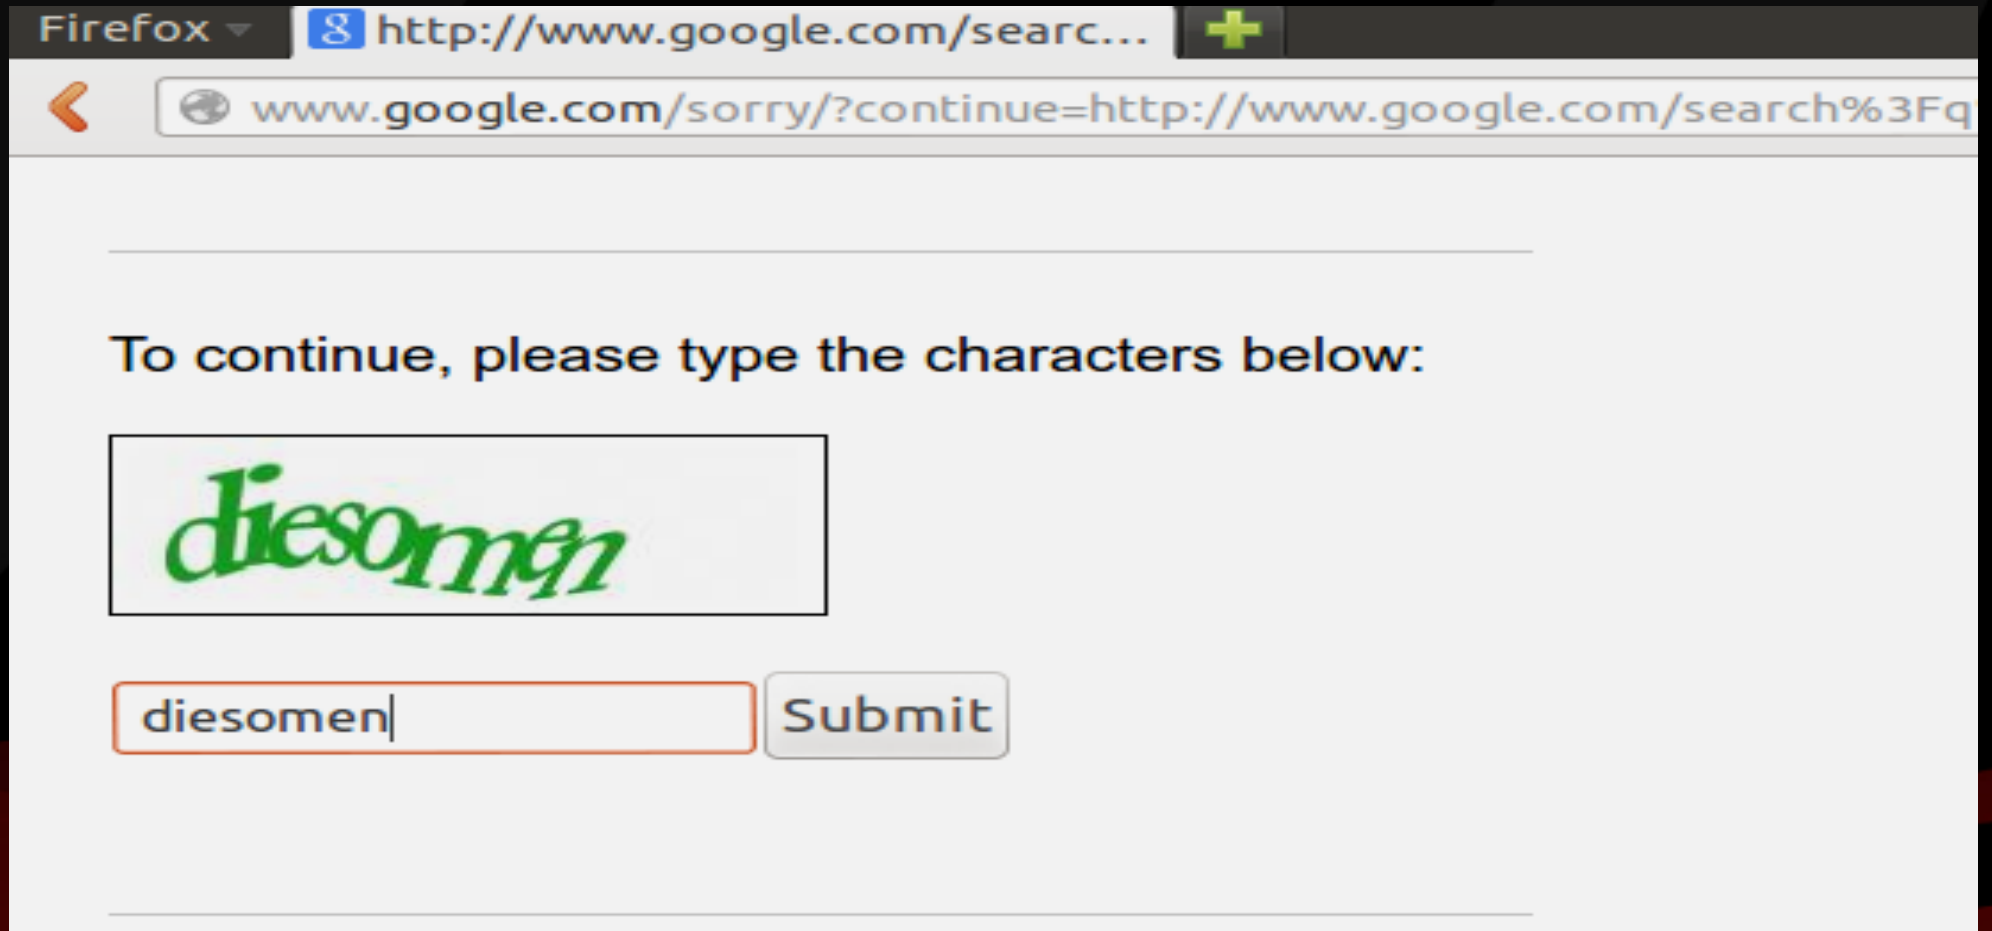 Firefox
http://www.google.com/searc...
www.google.com/sorry/?continue=http://www.google.com/search%3Fq
To continue, please type the characters below:
diesomen
diesomen
Submit